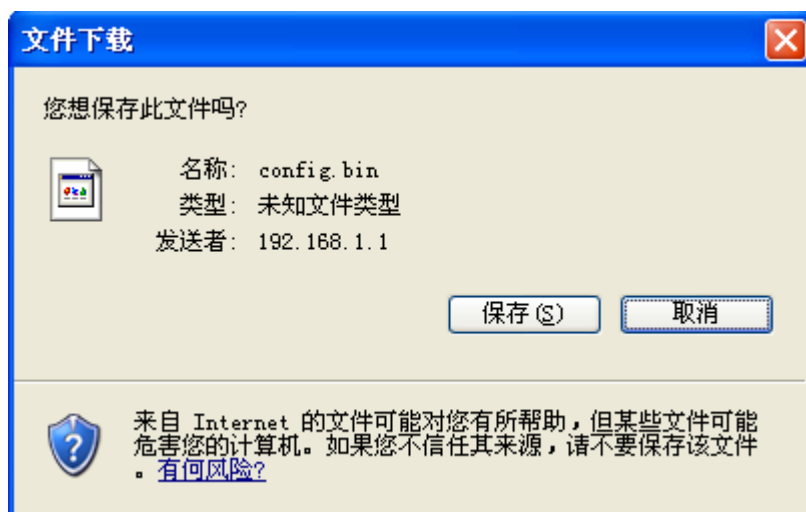 文件下载
您想保存此文件吗?
名称: config.bin
类型: 未知文件类型
发送者: 192.168.1.1
保存(S) 取消
来自 Internet 的文件可能对您有所帮助,但某些文件可能
危害您的计算机。如果您不信任其来源,请不要保存该文件
。有何风险?